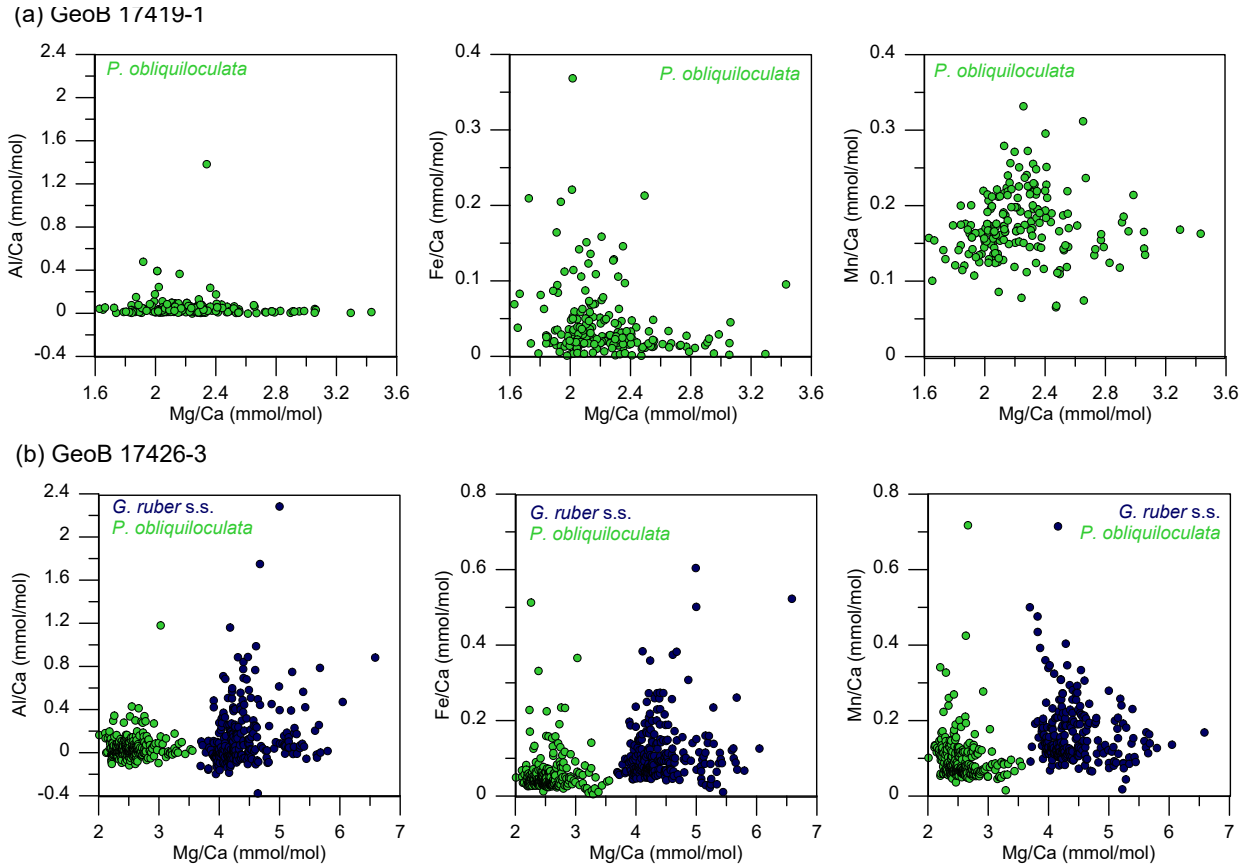 (a) GeoB 17419-1
P. obliquiloculata
Al/Ca (mmol/mol)
2.4
2
1.6
1.2
0.8
0.4
0
-0.4
1.6 2 2.4 2.8 3.2 3.6
Mg/Ca (mmol/mol)
P. obliquiloculata
Fe/Ca (mmol/mol)
0.4
0.3
0.2
0.1
0
1.6 2 2.4 2.8 3.2 3.6
Mg/Ca (mmol/mol)
P. obliquiloculata
Mn/Ca (mmol/mol)
0.4
0.3
0.2
0.1
0
1.6 2 2.4 2.8 3.2 3.6
Mg/Ca (mmol/mol)
(b) GeoB 17426-3
G. ruber s.s.
P. obliquiloculata
Al/Ca (mmol/mol)
2.4
2
1.6
1.2
0.8
0.4
0
-0.4
2 3 4 5 6 7
Mg/Ca (mmol/mol)
G. ruber s.s.
P. obliquiloculata
Fe/Ca (mmol/mol)
0.8
0.6
0.4
0.2
0
2 3 4 5 6 7
Mg/Ca (mmol/mol)
G. ruber s.s.
P. obliquiloculata
Mn/Ca (mmol/mol)
0.8
0.6
0.4
0.2
0
2 3 4 5 6 7
Mg/Ca (mmol/mol)